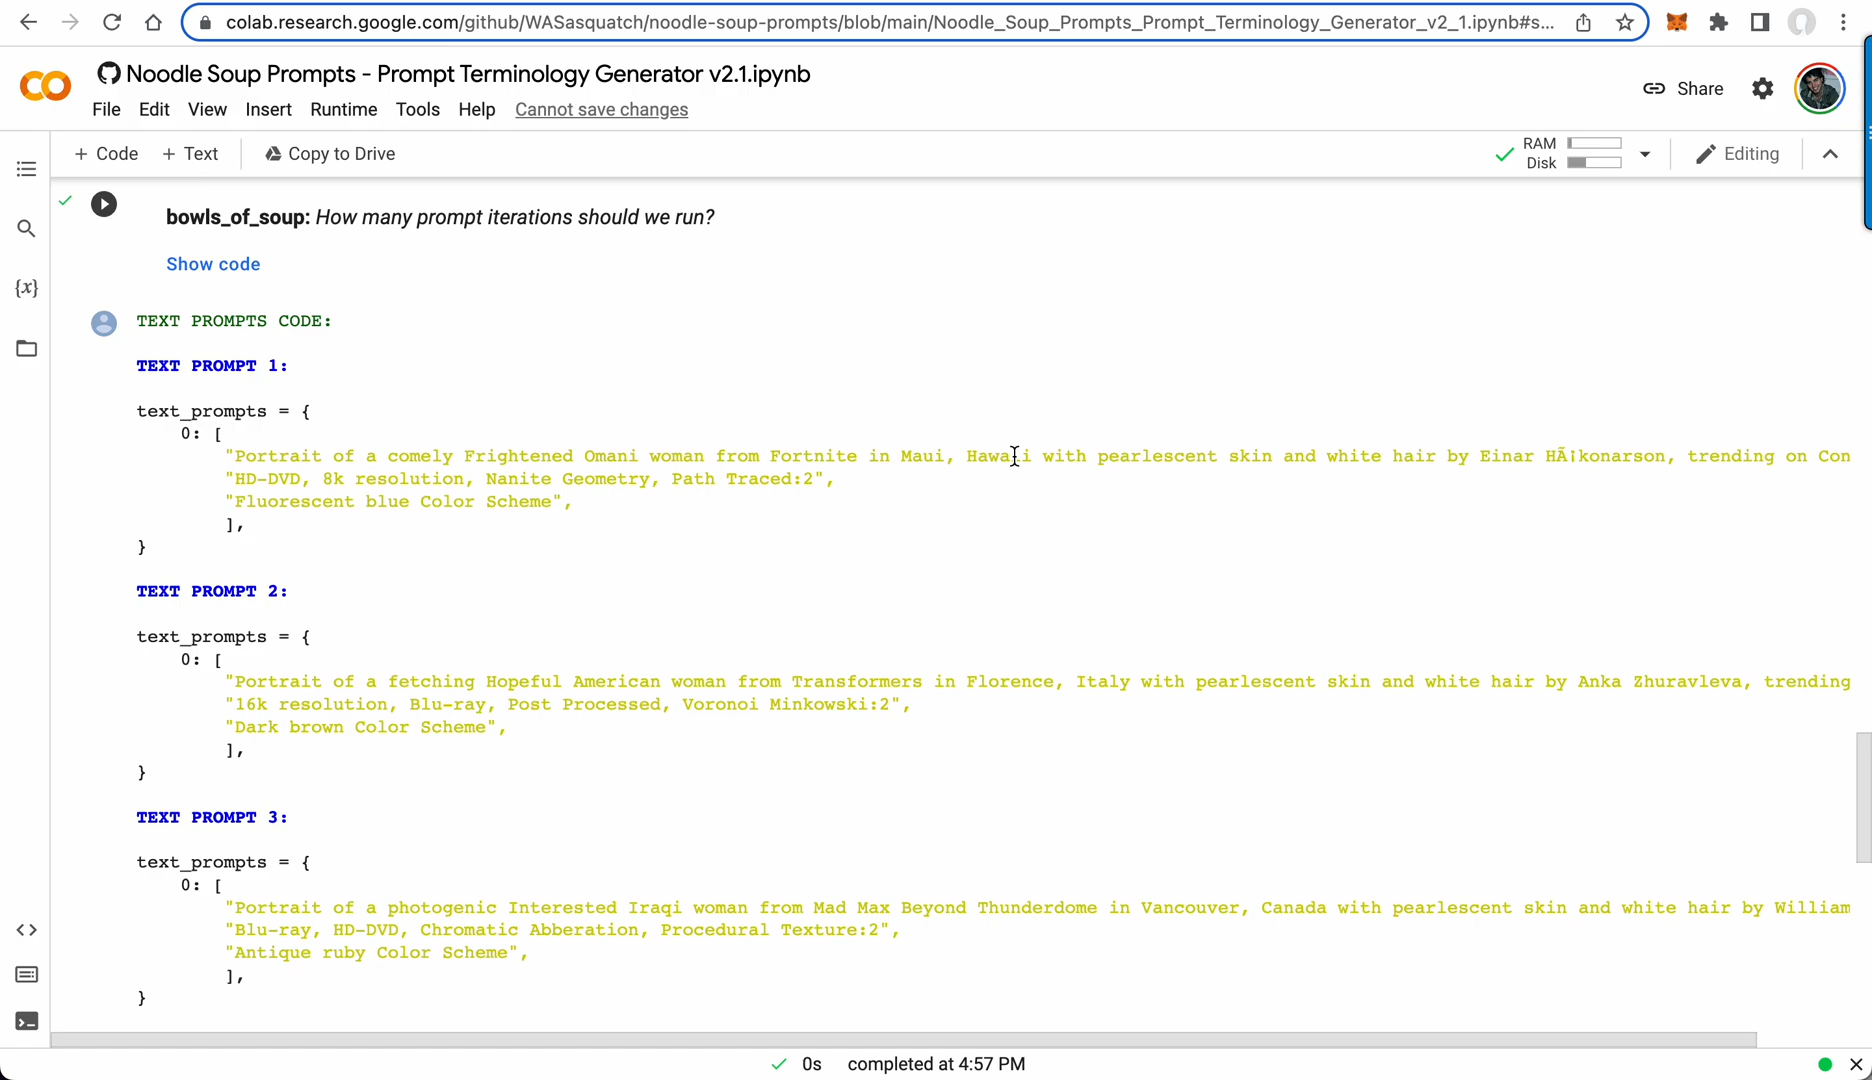 colab.research.google.com/github/WASasquatch/noodle-soup-prompts/blob/main/Noodle_Soup_Prompts_Prompt_Terminology_Generator_v2_1.ipynb#s...
Noodle Soup Prompts - Prompt Terminology Generator v2.1.ipynb
File Edit View Insert Runtime Tools Help Cannot save changes
Share
+ Code + Text Copy to Drive
RAM
Disk
Editing
bowls_of_soup: How many prompt iterations should we run?
{x}
Show code
TEXT PROMPTS CODE:
TEXT PROMPT 1:
text_prompts = {
0: [
"Portrait of a comely Frightened Omani woman from Fortnite in Maui, Hawaii with pearlescent skin and white hair by Einar HÃ¡konarson, trending on Con
"HD-DVD, 8k resolution, Nanite Geometry, Path Traced:2",
"Fluorescent blue Color Scheme",
],
}
TEXT PROMPT 2:
text_prompts = {
0: [
"Portrait of a fetching Hopeful American woman from Transformers in Florence, Italy with pearlescent skin and white hair by Anka Zhuravleva, trending
"16k resolution, Blu-ray, Post Processed, Voronoi Minkowski:2",
"Dark brown Color Scheme",
],
}
TEXT PROMPT 3:
text_prompts = {
0: [
"Portrait of a photogenic Interested Iraqi woman from Mad Max Beyond Thunderdome in Vancouver, Canada with pearlescent skin and white hair by William
"Blu-ray, HD-DVD, Chromatic Abberation, Procedural Texture:2",
"Antique ruby Color Scheme",
],
}
0s completed at 4:57 PM